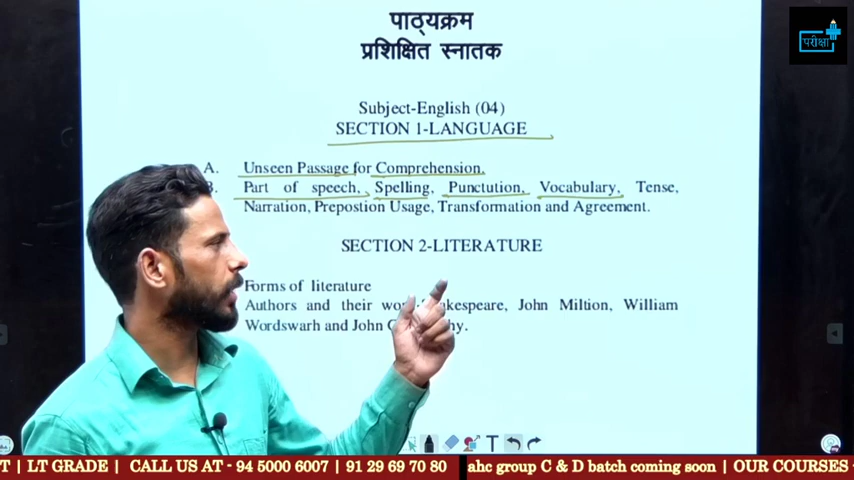 पाठ्यक्रम
प्रशिक्षित स्नातक
परीक्षा
Subject-English (04)
SECTION 1-LANGUAGE
A. Unseen Passage for Comprehension.
Part of speech, Spelling, Punctution, Vocabulary, Tense,
Narration, Prepostion Usage, Transformation and Agreement.
SECTION 2-LITERATURE
Forms of literature
Authors and their John Miltion, William
Wordswarh and John
T
T | LT GRADE | CALL US AT - 94 5000 6007 | 91 29 69 70 80 ahc group C & D batch coming soon | OUR COURSES -